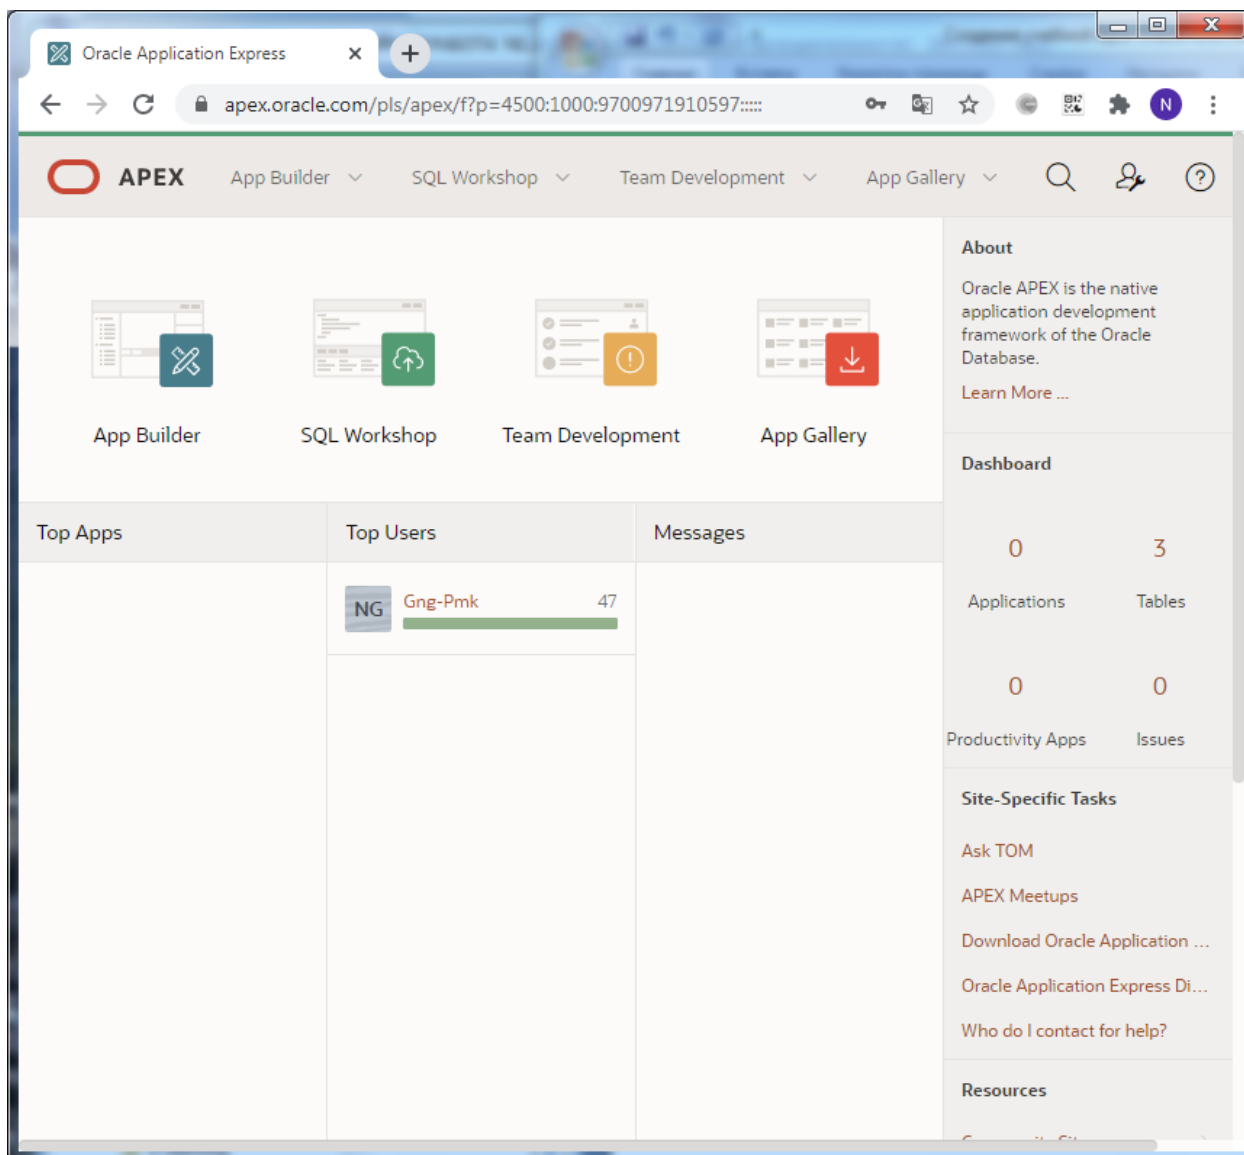 Oracle Application Express
apex.oracle.com/pls/apex/f?p=4500:1000:9700971910597:::::
N
APEX
App Builder
SQL Workshop
Team Development
App Gallery
App Builder
SQL Workshop
Team Development
App Gallery
Top Apps
Top Users
Messages
NG
Gng-Pmk
47
About
Oracle APEX is the native
application development
framework of the Oracle
Database.
Learn More ...
Dashboard
0
3
Applications
Tables
0
0
Productivity Apps
Issues
Site-Specific Tasks
Ask TOM
APEX Meetups
Download Oracle Application ...
Oracle Application Express Di...
Who do I contact for help?
Resources